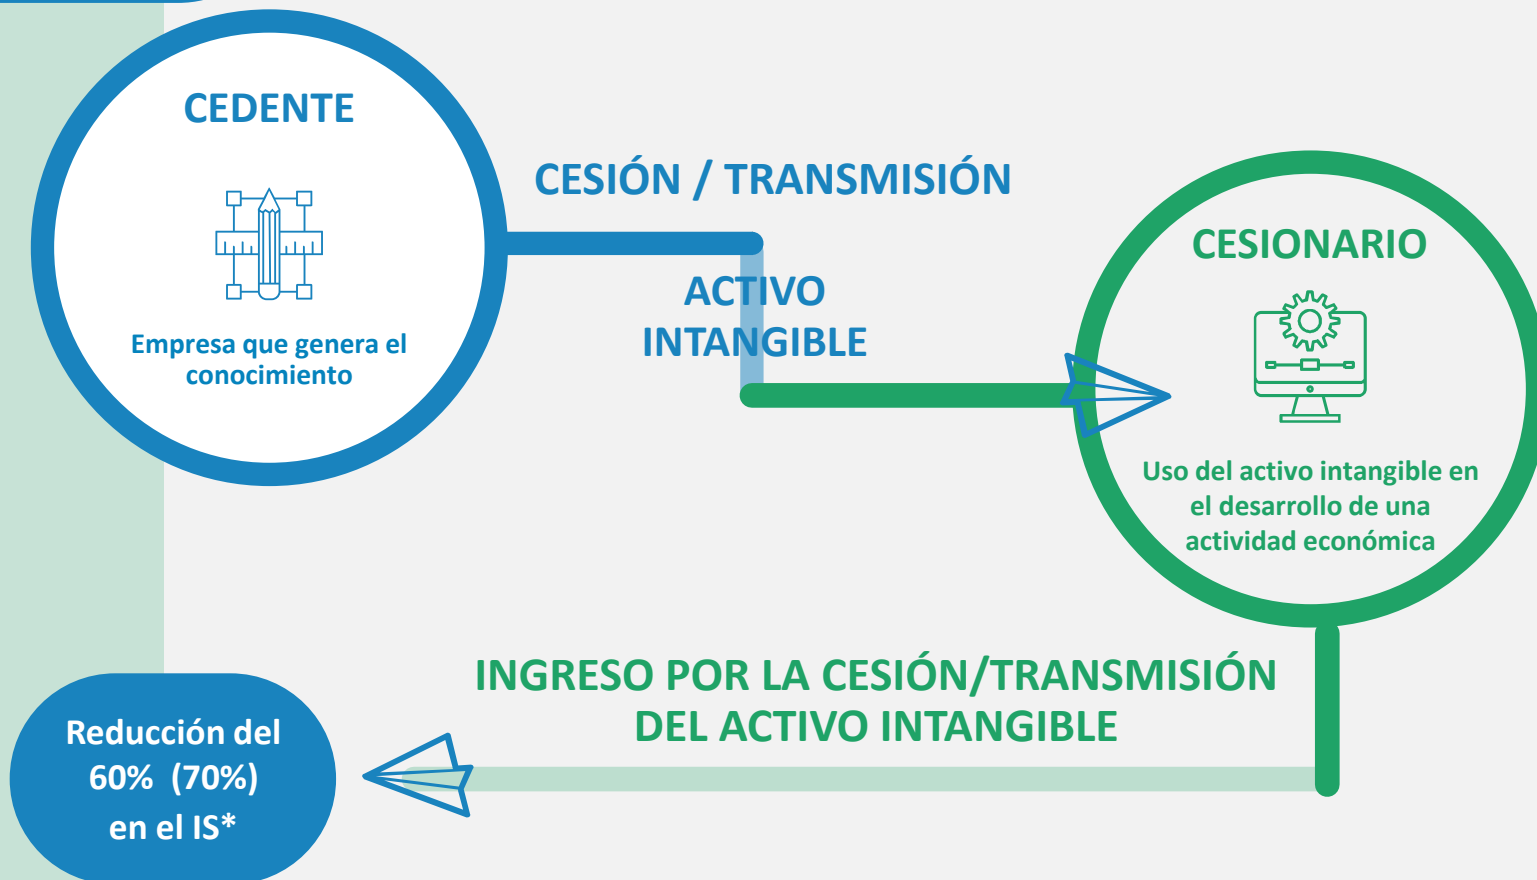 CEDENTE
Empresa que genera el
conocimiento
CESIÓN / TRANSMISIÓN
ACTIVO
INTANGIBLE
CESIONARIO
Uso del activo intangible en
el desarrollo de una
actividad económica
INGRESO POR LA CESIÓN/TRANSMISIÓN
DEL ACTIVO INTANGIBLE
Reducción del
60% (70%)
en el IS*